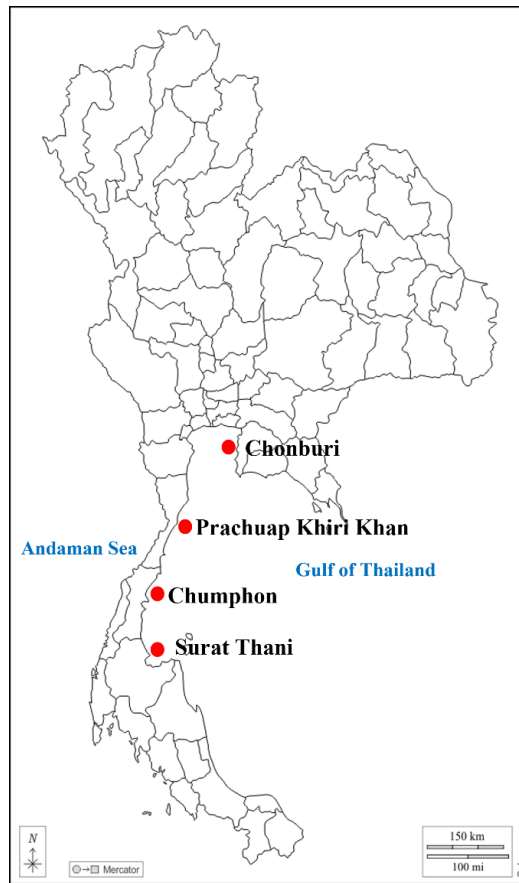 Chonburi
Prachuap Khiri Khan
Andaman Sea
Gulf of Thailand
Chumphon
Surat Thani
N
Mercator
150 km
100 mi